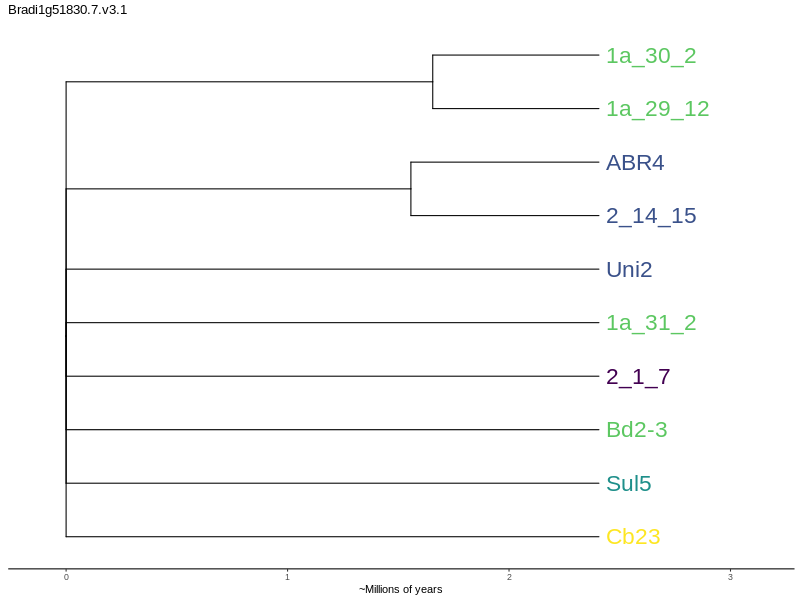 Bradi1g51830.7.v3.1
1a_30_2
1a_29_12
ABR4
2_14_15
Uni2
1a_31_2
2_1_7
Bd2-3
Sul5
Cb23
0 1 2 3
~Millions of years